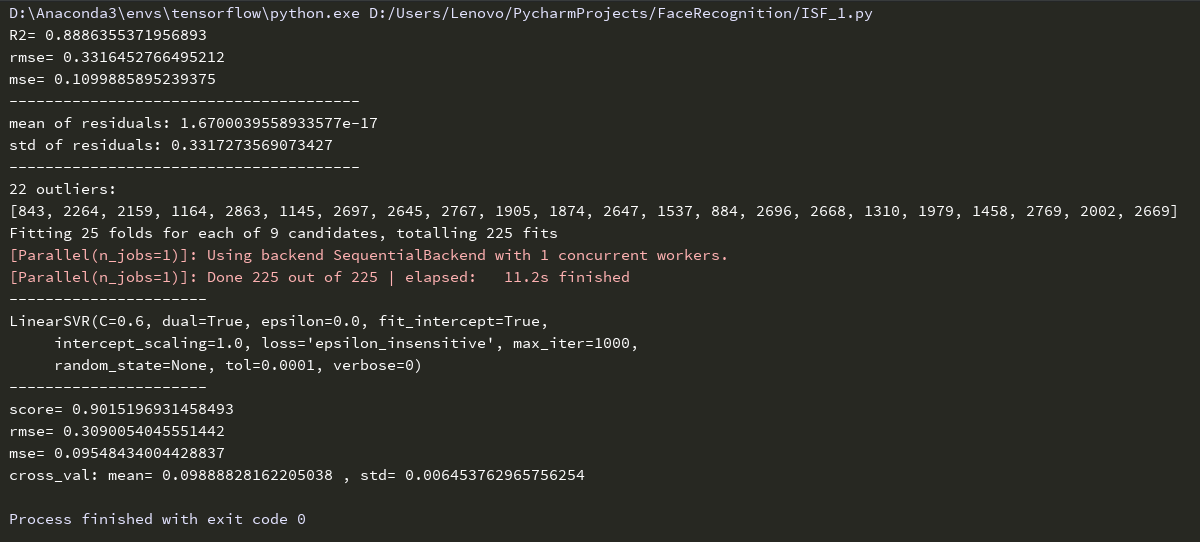 D:\Anaconda3\envs\tensorflow\python.exe D:/Users/Lenovo/PycharmProjects/FaceRecognition/ISF_1.py
R2= 0.8886355371956893
rmse= 0.3316452766495212
mse= 0.1099885895239375
---------------------------------------
mean of residuals: 1.6700039558933577e-17
std of residuals: 0.3317273569073427
---------------------------------------
22 outliers:
[843, 2264, 2159, 1164, 2863, 1145, 2697, 2645, 2767, 1905, 1874, 2647, 1537, 884, 2696, 2668, 1310, 1979, 1458, 2769, 2002, 2669]
Fitting 25 folds for each of 9 candidates, totalling 225 fits
[Parallel(n_jobs=1)]: Using backend SequentialBackend with 1 concurrent workers.
[Parallel(n_jobs=1)]: Done 225 out of 225 | elapsed:   11.2s finished
----------------------
LinearSVR(C=0.6, dual=True, epsilon=0.0, fit_intercept=True,
     intercept_scaling=1.0, loss='epsilon_insensitive', max_iter=1000,
     random_state=None, tol=0.0001, verbose=0)
----------------------
score= 0.9015196931458493
rmse= 0.3090054045551442
mse= 0.09548434004428837
cross_val: mean= 0.09888828162205038 , std= 0.006453762965756254
Process finished with exit code 0